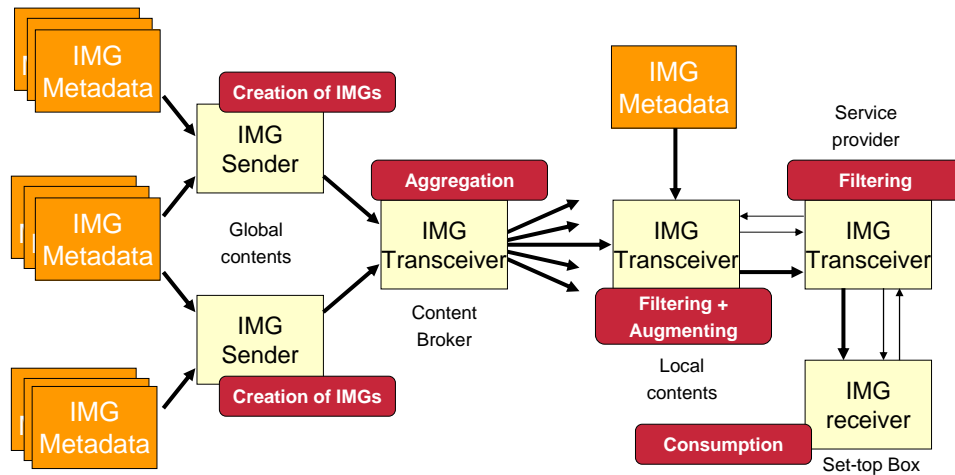 IMG
Metadata
Creation of IMGs
IMG
Sender
IMG
Metadata
Global
contents
IMG
Sender
Creation of IMGs
IMG
Metadata
Aggregation
IMG
Transceiver
Content
Broker
IMG
Metadata
IMG
Transceiver
Filtering +
Augmenting
Local
contents
Service
provider
Filtering
IMG
Transceiver
IMG
receiver
Consumption
Set-top Box